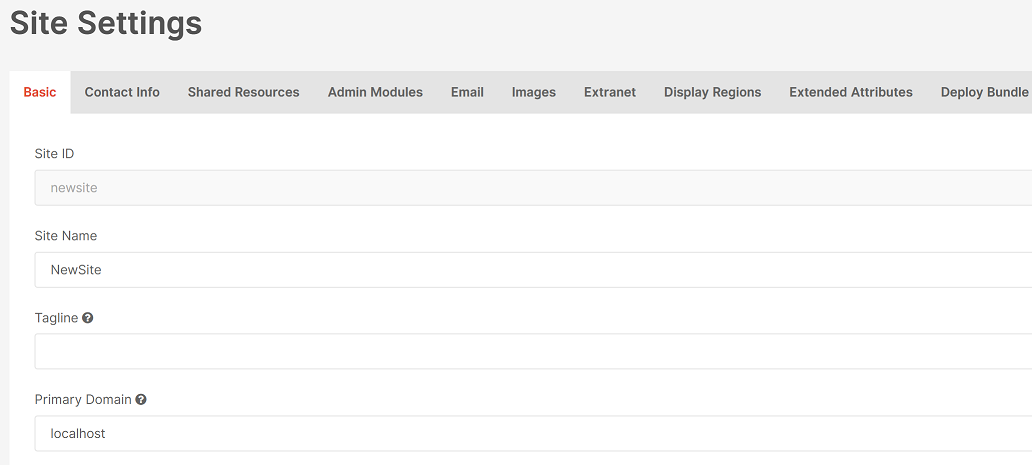 Site Settings
Basic Contact Info Shared Resources Admin Modules Email Images Extranet Display Regions Extended Attributes Deploy Bundle
Site ID
newsite
Site Name
NewSite
Tagline ?
Primary Domain ?
localhost